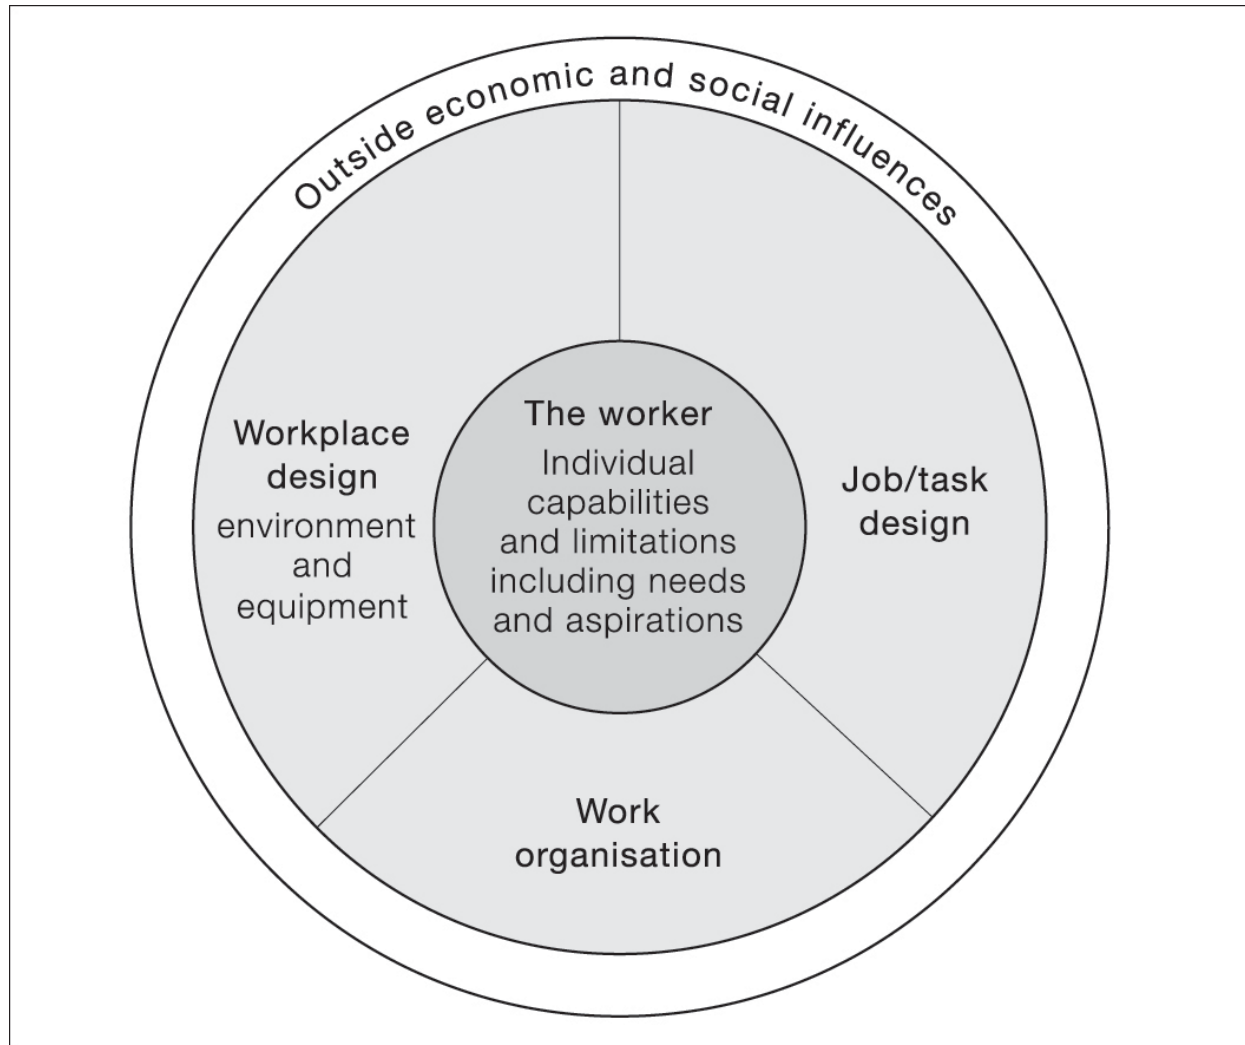 Outside economic and social influences
The worker
Individual
capabilities
and limitations
including needs
and aspirations
Workplace
design
environment
and
equipment
Job/task
design
Work
organisation